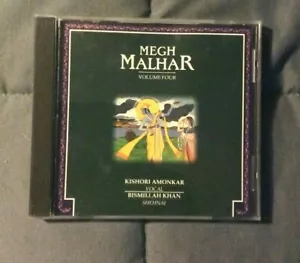 MEGH
MALHAR
VOLUME FOUR
KISHORI AMONKAR
VOCAL
BISMILLAH KHAN
SHEHNAI